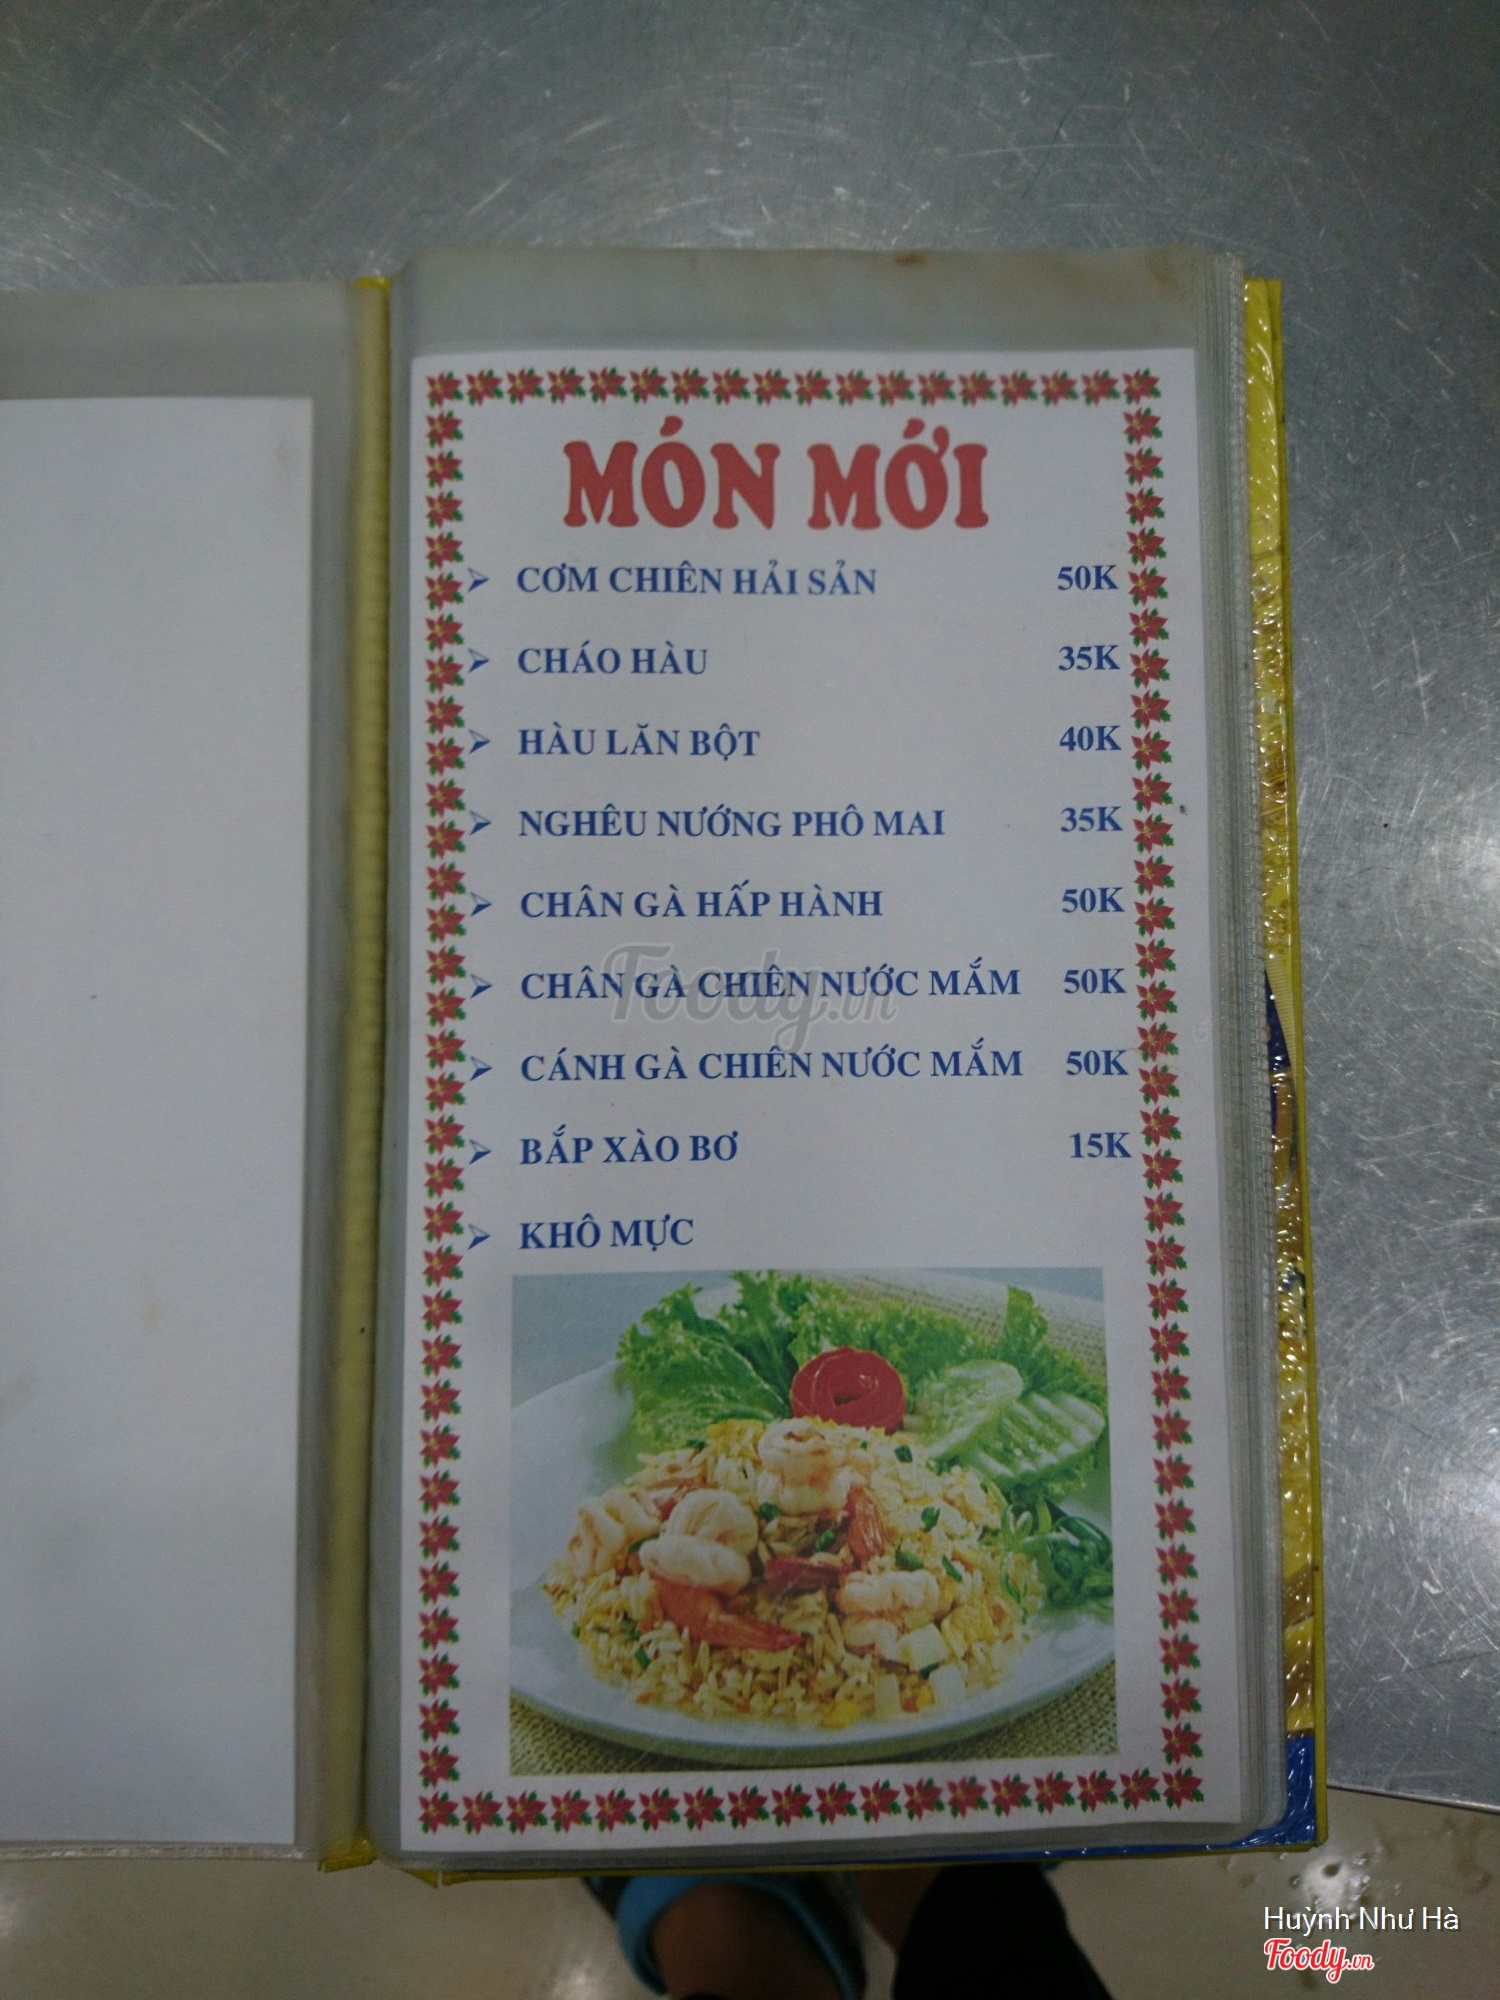 MÓN MỚI
CƠM CHIÊN HẢI SẢN 50K
CHÁO HÀU 35K
HÀU LĂN BỘT 40K
NGHÊU NƯỚNG PHÔ MAI 35K
CHÂN GÀ HẤP HÀNH 50K
CHÂN GÀ CHIÊN NƯỚC MẮM 50K
CÁNH GÀ CHIÊN NƯỚC MẮM 50K
BẮP XÀO BƠ 15K
KHÔ MỰC
Foody.vn
Huỳnh Như Hà
Foody.vn